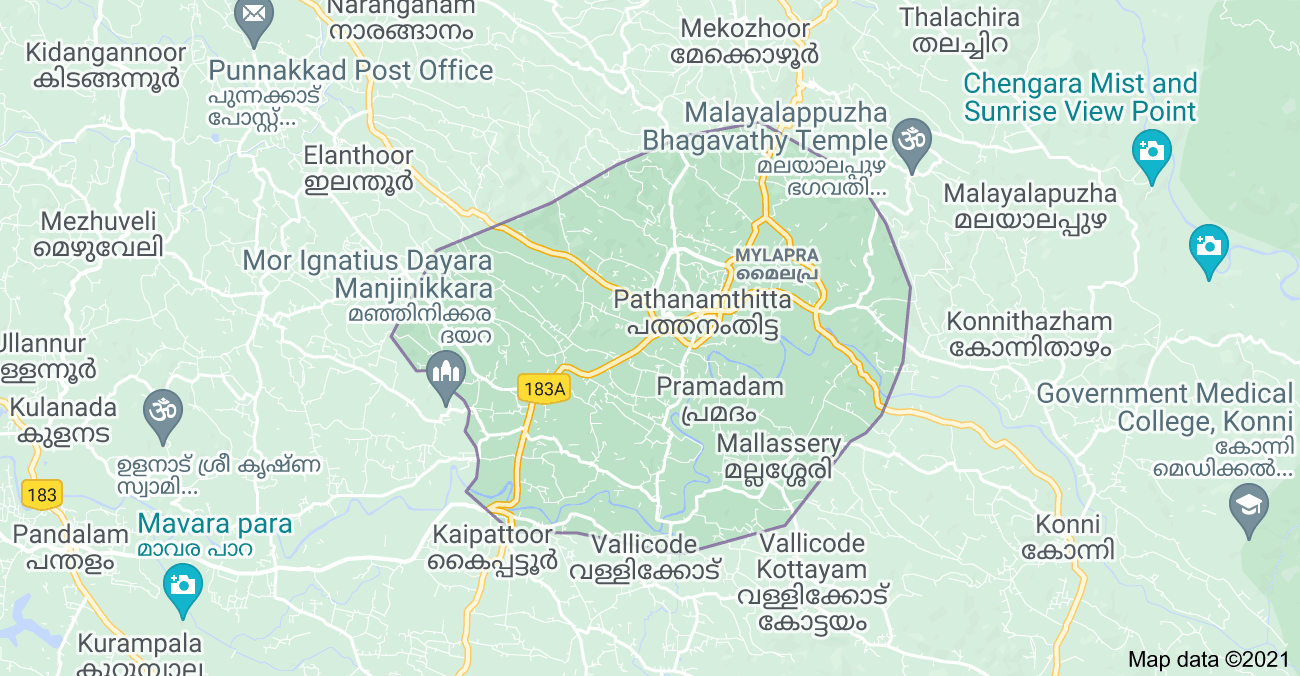 Naranganam
നാരങ്ങാനം
Mekozhoor
മേക്കൊഴൂർ
Thalachira
തലച്ചിറ
Kidangannoor
കിടങ്ങന്നൂർ
Punnakkad Post Office
പുന്നക്കാട്
പോസ്റ്റ്...
Chengara Mist and
Sunrise View Point
Malayalappuzha
Bhagavathy Temple
മലയാലപ്പുഴ
ഭഗവതി...
Elanthoor
ഇലന്തൂർ
Malayalapuzha
മലയാലപ്പുഴ
Mezhuveli
മെഴുവേലി
Mor Ignatius Dayara
Manjinikkara
മഞ്ഞിനിക്കര
ദയറ
MYLAPRA
മൈലപ്ര
Pathanamthitta
പത്തനംതിട്ട
Konnithazham
കോന്നിതാഴം
Ullannur
ള്ളന്നൂർ
183A
Pramadam
പ്രമദം
Government Medical
College, Konni
കോന്നി
മെഡിക്കൽ...
Kulanada
കുളനട
Mallassery
മല്ലശ്ശേരി
ഉളനാട് ശ്രീ കൃഷ്ണ
സ്വാമി...
183
Pandalam
പന്തളം
Mavara para
മാവര പാറ
Kaipattoor
കൈപ്പട്ടൂർ
Vallicode
വള്ളിക്കോട്
Vallicode
Kottayam
വള്ളിക്കോട്
കോട്ടയം
Konni
കോന്നി
Kurampala
കുറുമ്പാല
Map data ©2021